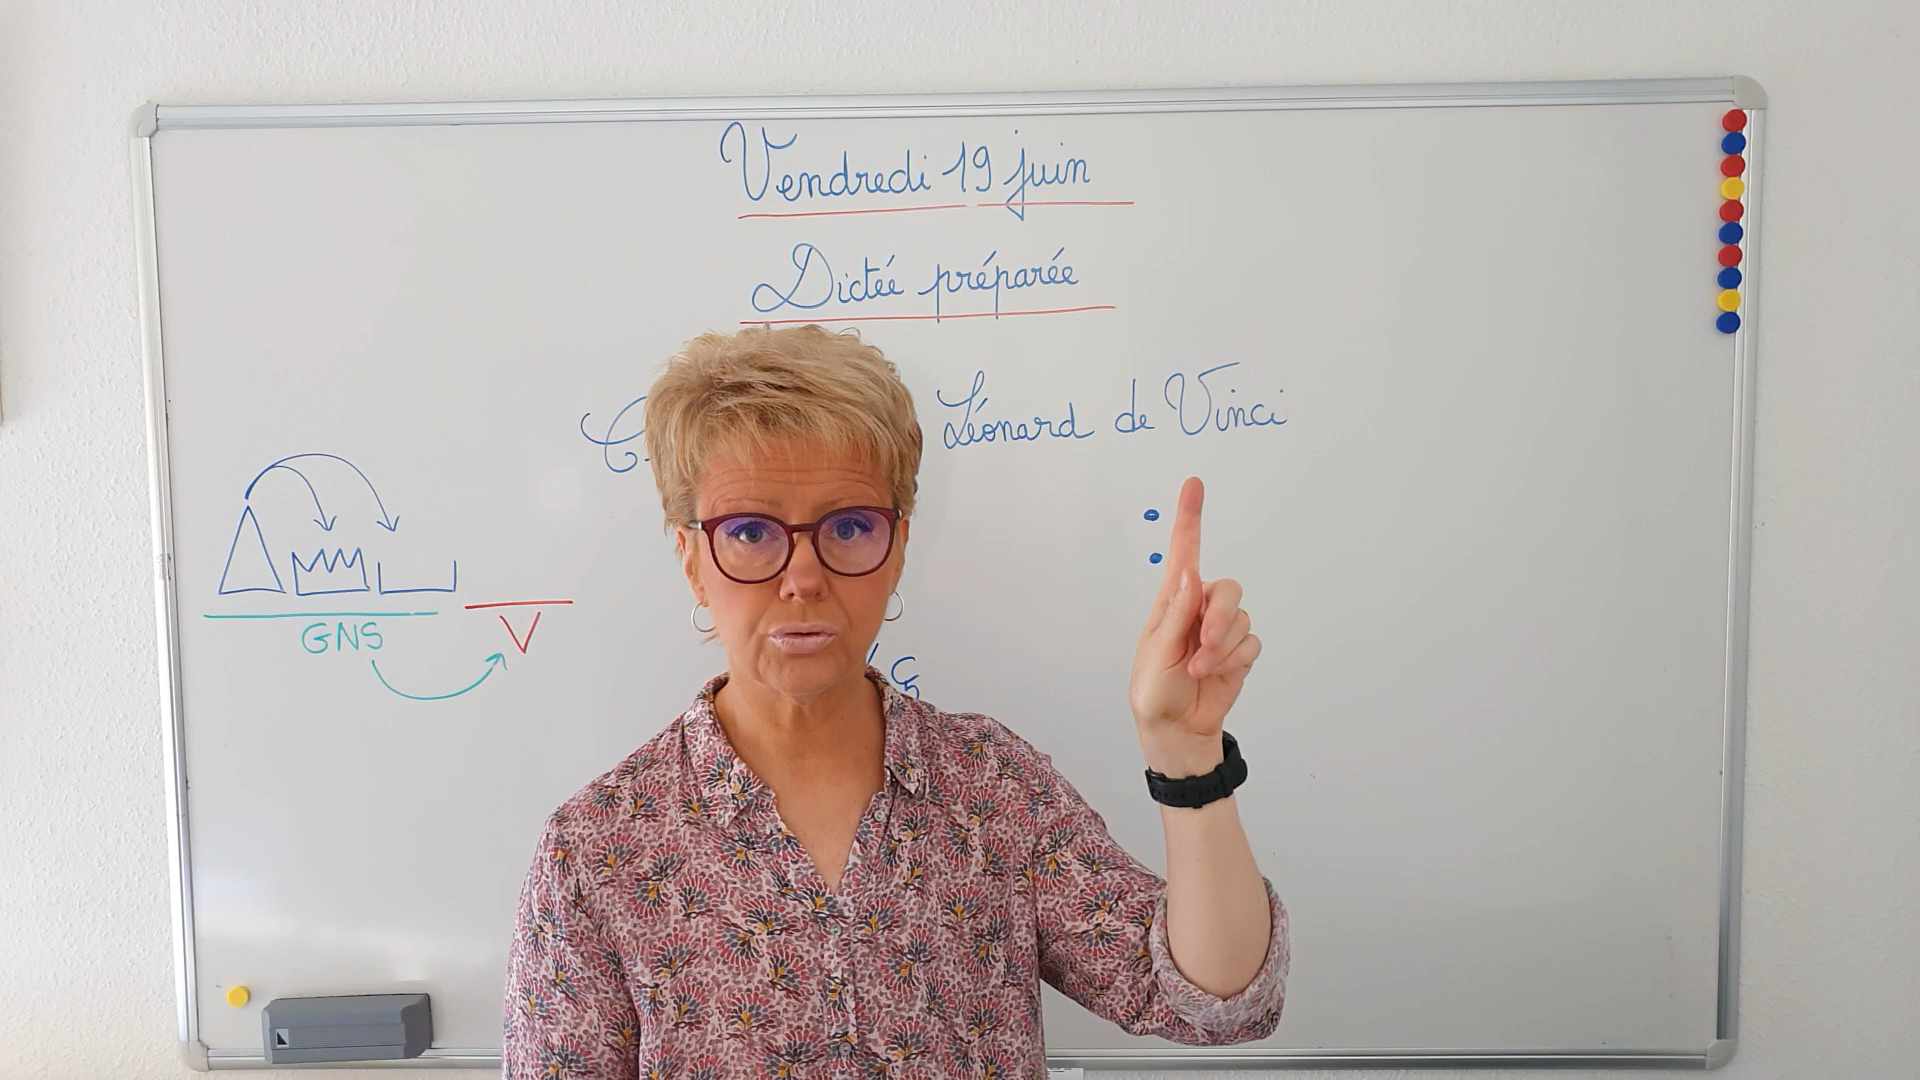 Vendredi 19 juin
Dictée préparée
Léonard de Vinci
:
GNS
V